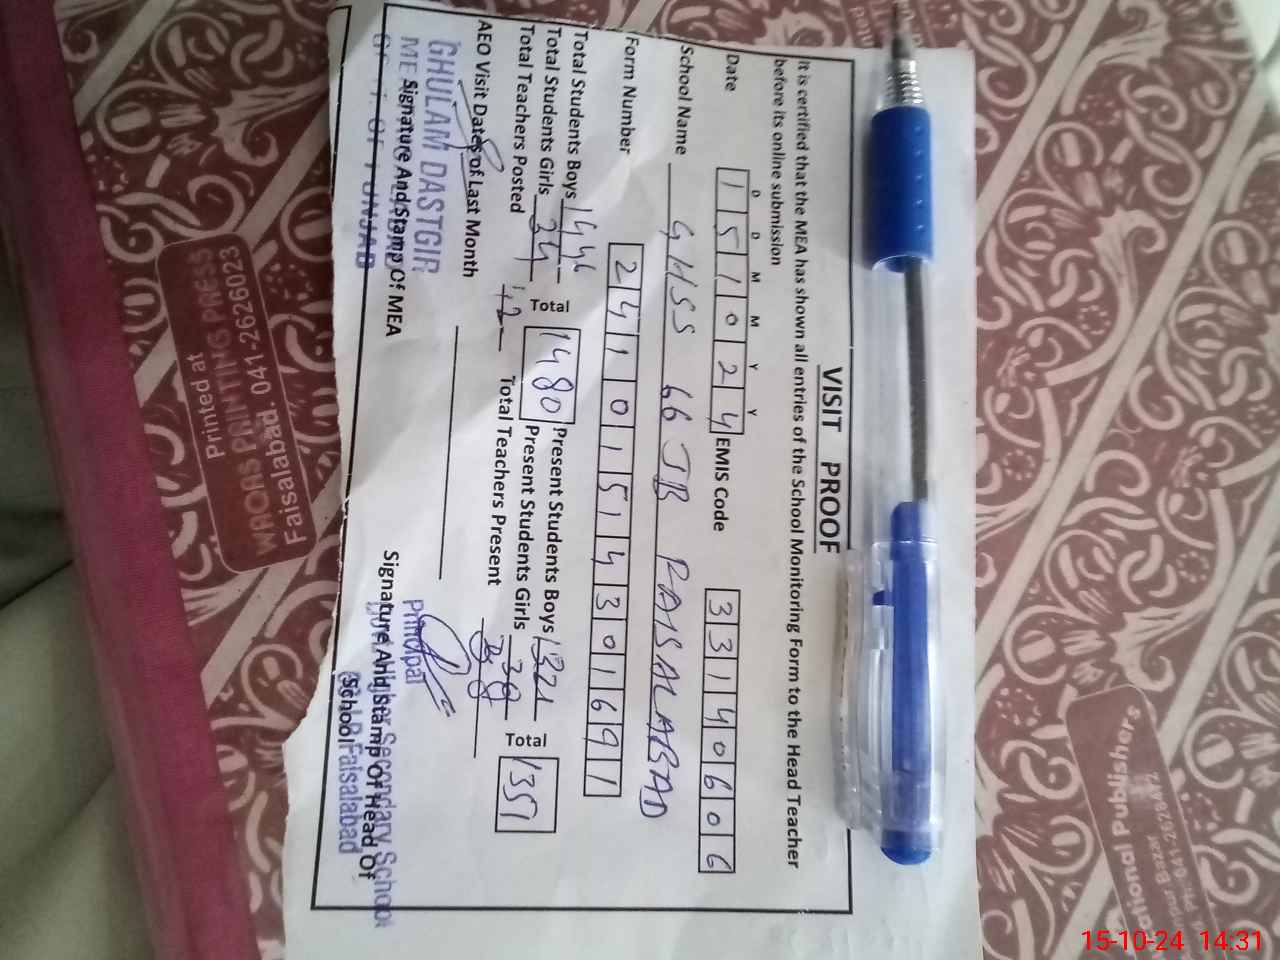 VISIT PROOF
It is certified that the MEA has shown all entries of the School Monitoring Form to the Head Teacher
before its online submission
D D M M Y Y
Date 1 5 1 0 2 4 EMIS Code 3 3 1 4 0 6 0 6
School Name GHSS 66 JB FAISALABAD
Form Number 2 4 1 0 1 5 1 4 3 0 1 6 9 1
Total Students Boys 1446 Total 1480 Present Students Boys 1321 Total 1351
Total Students Girls 34 Present Students Girls 30
Total Teachers Posted 42 Total Teachers Present
AEO Visit Dates of Last Month
GHULAM DASTGIR
Signature And Stamp Of MEA
Principal
Signature And Stamp Of Head Of
School
Higher Secondary School
J.B Faisalabad
Printed at
WAQAS PRINTING PRESS
Faisalabad. 041-2626023
Publishers
15-10-24 14:31